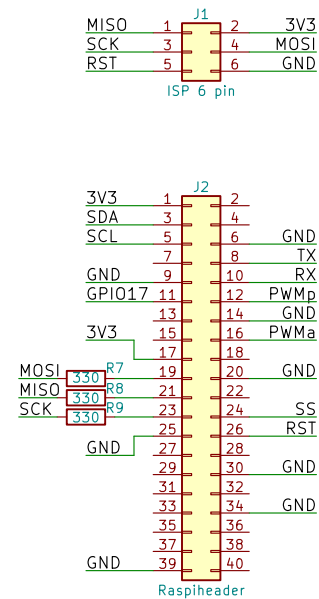 J1
MISO 1 2 3V3
SCK 3 4 MOSI
RST 5 6 GND
ISP 6 pin
J2
3V3 1 2
SDA 3 4
SCL 5 6 GND
7 8 TX
GND 9 10 RX
GPIO17 11 12 PWMp
13 14 GND
3V3 15 16 PWMa
17 18
MOSI 330 R7 19 20 GND
MISO 330 R8 21 22
SCK 330 R9 23 24 SS
25 26 RST
GND 27 28
29 30 GND
31 32
33 34 GND
35 36
37 38
GND 39 40
Raspiheader